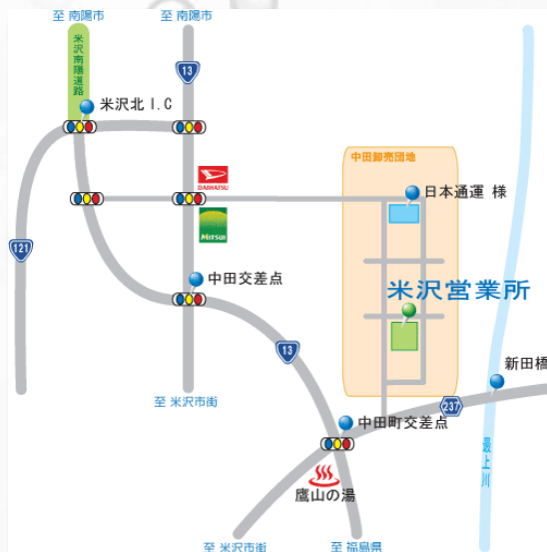 至 南陽市
至 南陽市
米沢南陽道路
13
米沢北 I.C
DAIHATSU
中田卸売団地
日本通運 様
MITSUI
121
中田交差点
米沢営業所
13
新田橋
至 米沢市街
237
中田町交差点
最上川
鷹山の湯
至 米沢市街
至 福島県